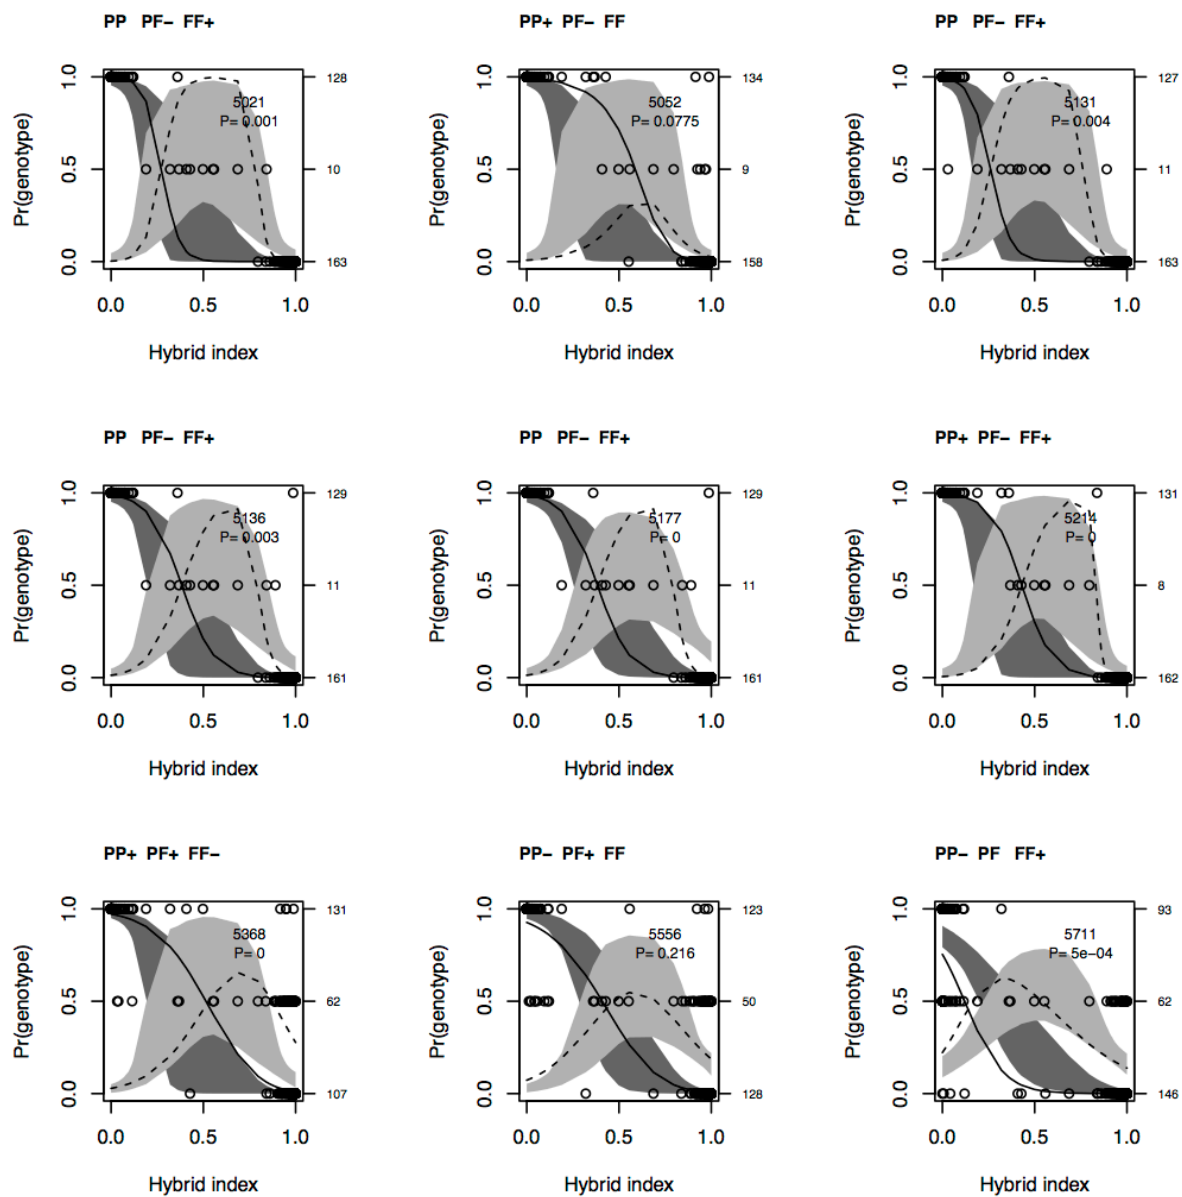 PP PF− FF+
PP+ PF− FF
PP PF− FF+
Pr(genotype)
1.0
0.5
0.0
5021
P= 0.001
128
10
163
0.0 0.5 1.0
Hybrid index
Pr(genotype)
1.0
0.5
0.0
5052
P= 0.0775
134
9
158
0.0 0.5 1.0
Hybrid index
Pr(genotype)
1.0
0.5
0.0
5131
P= 0.004
127
11
163
0.0 0.5 1.0
Hybrid index
PP PF− FF+
PP PF− FF+
PP+ PF− FF+
Pr(genotype)
1.0
0.5
0.0
5136
P= 0.003
129
11
161
0.0 0.5 1.0
Hybrid index
Pr(genotype)
1.0
0.5
0.0
5177
P= 0
129
11
161
0.0 0.5 1.0
Hybrid index
Pr(genotype)
1.0
0.5
0.0
5214
P= 0
131
8
162
0.0 0.5 1.0
Hybrid index
PP+ PF+ FF−
PP− PF+ FF
PP− PF FF+
Pr(genotype)
1.0
0.5
0.0
5368
P= 0
131
62
107
0.0 0.5 1.0
Hybrid index
Pr(genotype)
1.0
0.5
0.0
5556
P= 0.216
123
50
128
0.0 0.5 1.0
Hybrid index
Pr(genotype)
1.0
0.5
0.0
5711
P= 5e−04
93
62
146
0.0 0.5 1.0
Hybrid index